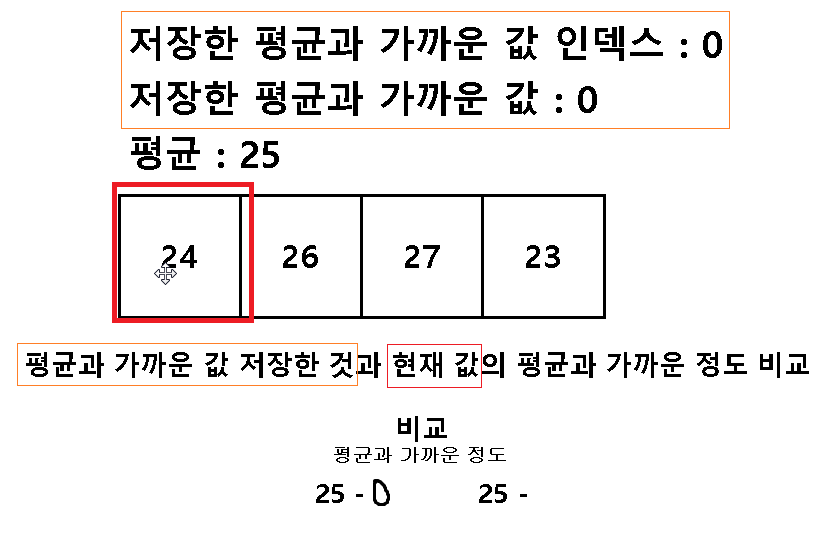 저장한 평균과 가까운 값 인덱스 : 0
저장한 평균과 가까운 값 : 0
평균 : 25
24 26 27 23
평균과 가까운 값 저장한 것과 현재 값의 평균과 가까운 정도 비교
비교
평균과 가까운 정도
25 - 0 25 -